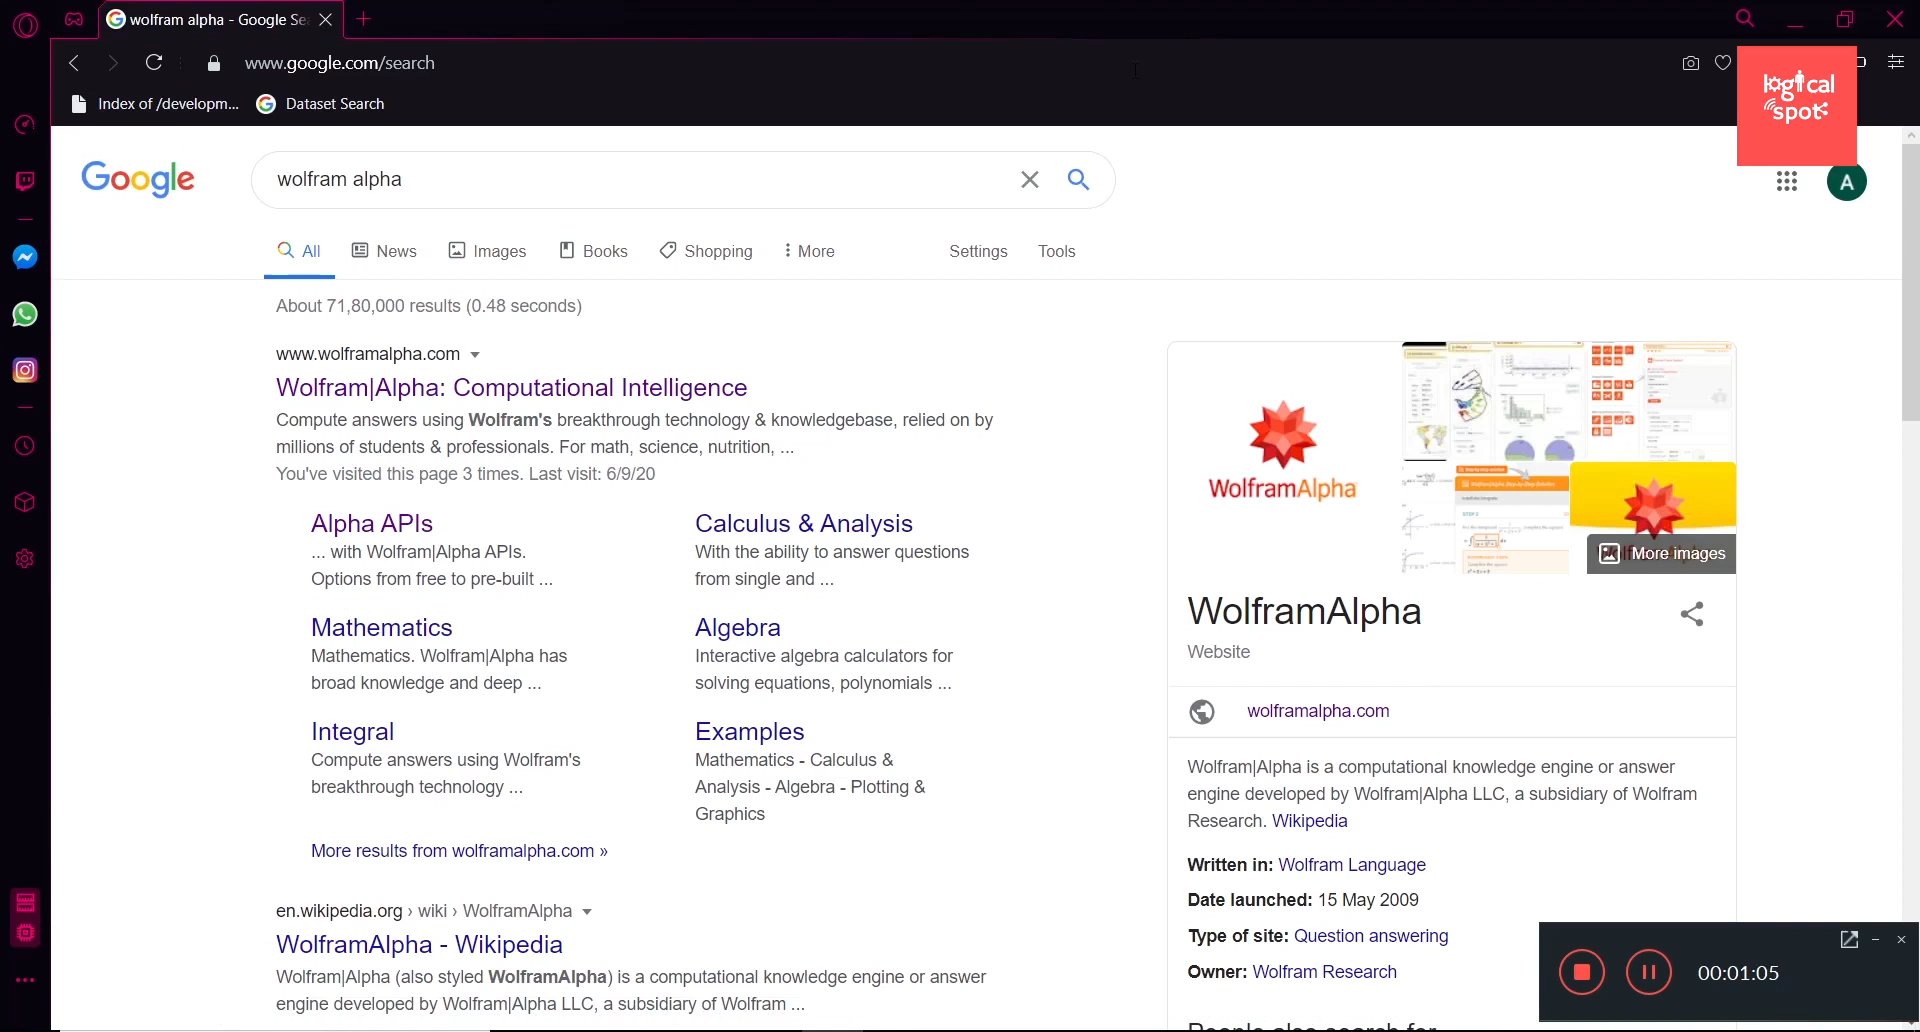 wolfram alpha - Google Se
www.google.com/search
Index of /developm...
Dataset Search
logical
spot
Google
wolfram alpha
A
All
News
Images
Books
Shopping
More
Settings
Tools
About 71,80,000 results (0.48 seconds)
www.wolframalpha.com
Wolfram|Alpha: Computational Intelligence
Compute answers using Wolfram's breakthrough technology & knowledgebase, relied on by
millions of students & professionals. For math, science, nutrition, ...
You've visited this page 3 times. Last visit: 6/9/20
Alpha APIs
... with Wolfram|Alpha APIs.
Options from free to pre-built ...
Calculus & Analysis
With the ability to answer questions
from single and ...
Mathematics
Mathematics. Wolfram|Alpha has
broad knowledge and deep ...
Algebra
Interactive algebra calculators for
solving equations, polynomials ...
Integral
Compute answers using Wolfram's
breakthrough technology ...
Examples
Mathematics - Calculus &
Analysis - Algebra - Plotting &
Graphics
More results from wolframalpha.com »
en.wikipedia.org › wiki › WolframAlpha
WolframAlpha - Wikipedia
Wolfram|Alpha (also styled WolframAlpha) is a computational knowledge engine or answer
engine developed by Wolfram|Alpha LLC, a subsidiary of Wolfram ...
WolframAlpha
More images
WolframAlpha
Website
wolframalpha.com
Wolfram|Alpha is a computational knowledge engine or answer
engine developed by Wolfram|Alpha LLC, a subsidiary of Wolfram
Research. Wikipedia
Written in: Wolfram Language
Date launched: 15 May 2009
Type of site: Question answering
Owner: Wolfram Research
People also search for
00:01:05